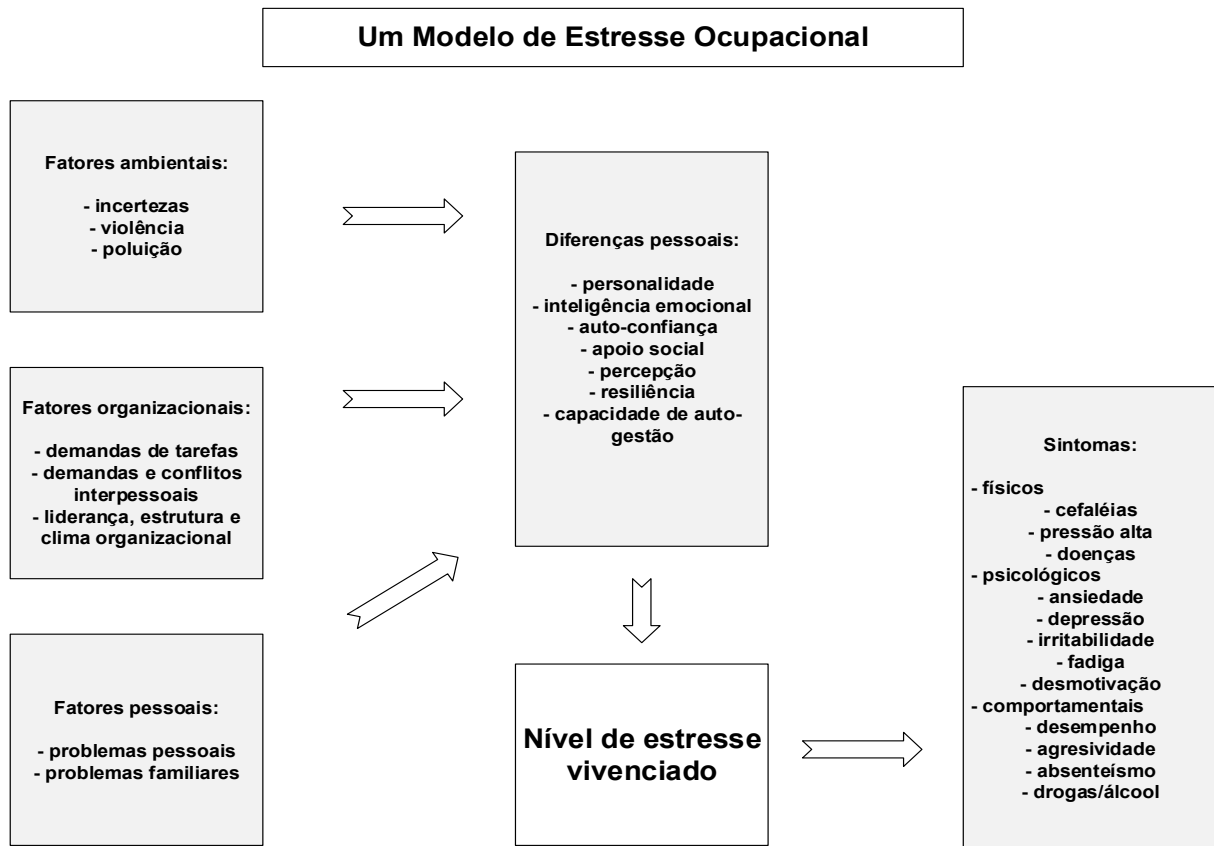 Um Modelo de Estresse Ocupacional
Fatores ambientais:
- incertezas
- violência
- poluição
Fatores organizacionais:
- demandas de tarefas
- demandas e conflitos
interpessoais
- liderança, estrutura e
clima organizacional
Fatores pessoais:
- problemas pessoais
- problemas familiares
Diferenças pessoais:
- personalidade
- inteligência emocional
- auto-confiança
- apoio social
- percepção
- resiliência
- capacidade de auto-
gestão
Nível de estresse
vivenciado
Sintomas:
- físicos
- cefaléias
- pressão alta
- doenças
- psicológicos
- ansiedade
- depressão
- irritabilidade
- fadiga
- desmotivação
- comportamentais
- desempenho
- agresividade
- absenteísmo
- drogas/álcool